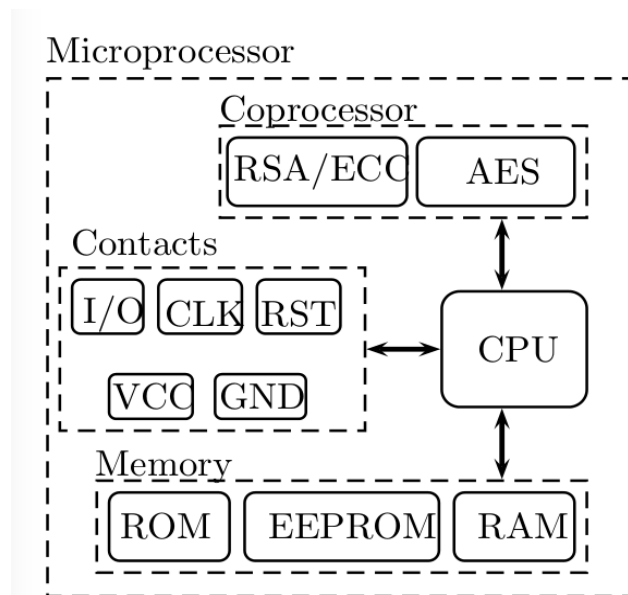 Microprocessor
Coprocessor
RSA/ECC AES
Contacts
I/O CLK RST
CPU
VCC GND
Memory
ROM EEPROM RAM